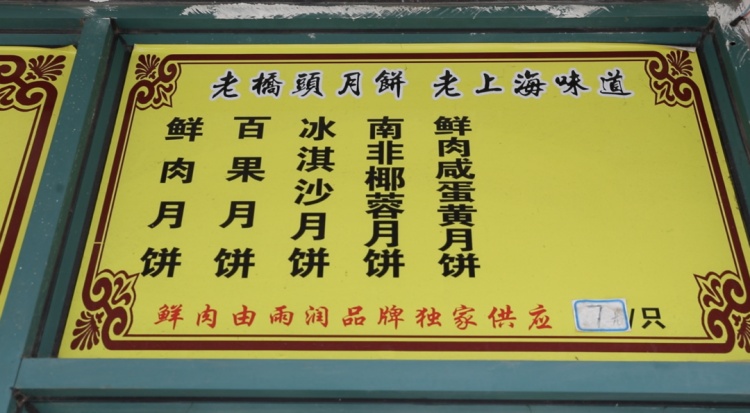 老橋頭月餅 老上海味道
鲜肉月饼
百果月饼
冰淇沙月饼
南非椰蓉月饼
鲜肉咸蛋黄月饼
鲜肉由雨润品牌独家供应 7元/只